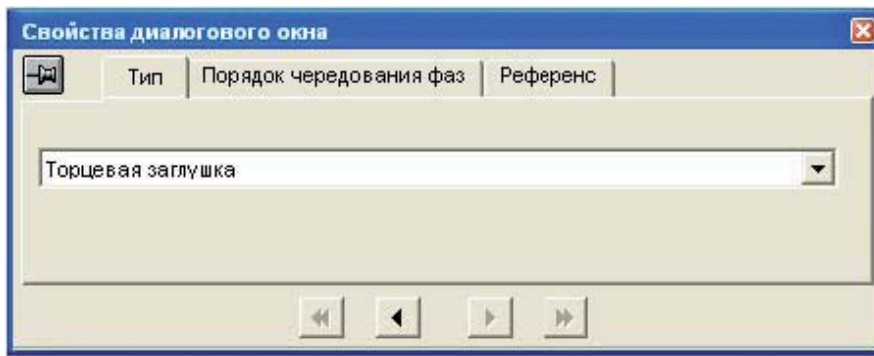 Свойства диалогового окна
Тип Порядок чередования фаз Референс
Торцевая заглушка